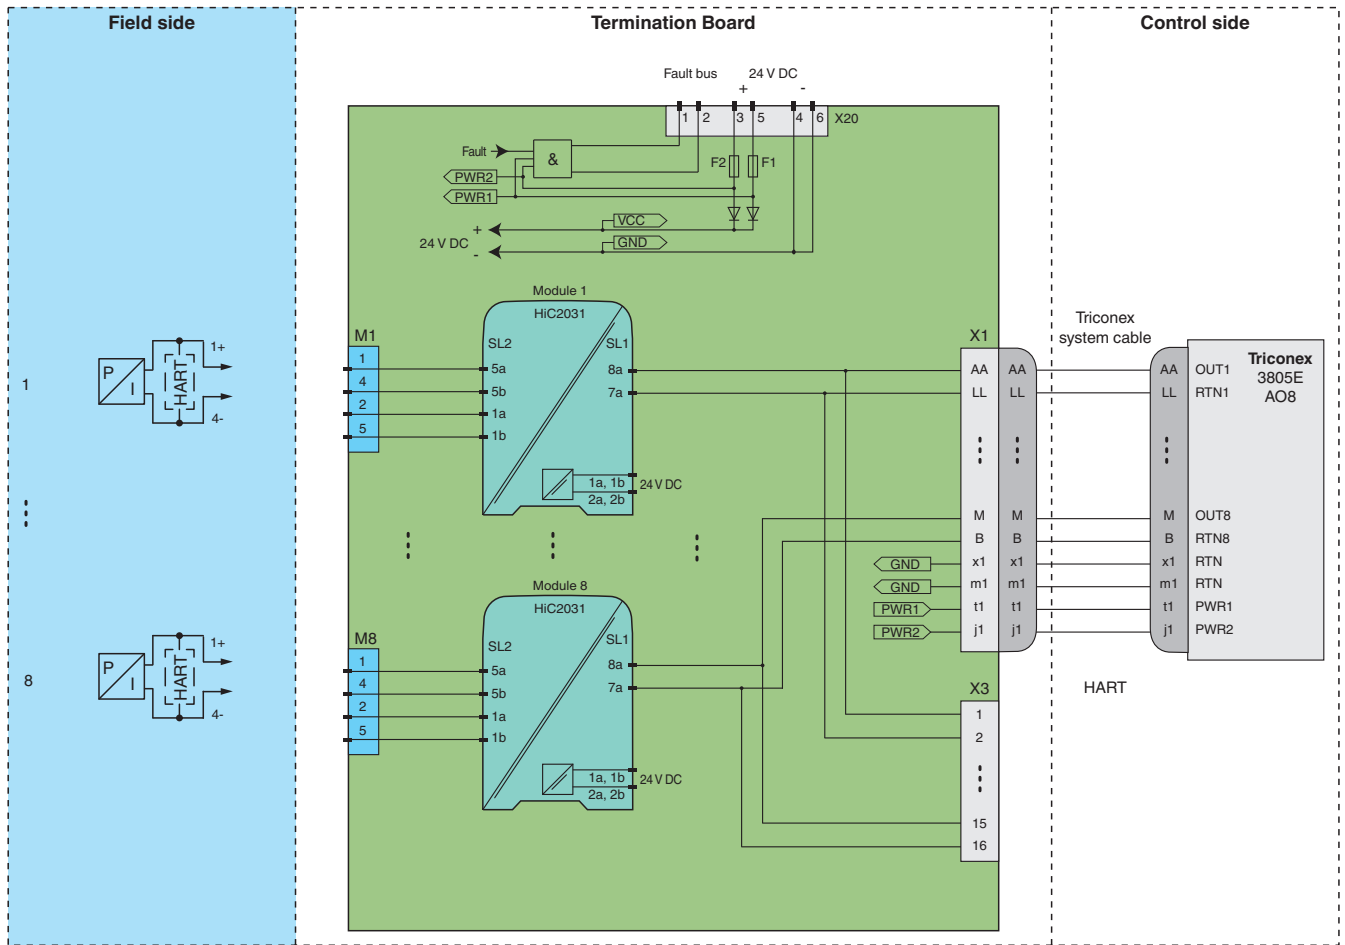 Field side
Termination Board
Control side
Fault bus 24 V DC
+ -
1 2 3 5 4 6 X20
Fault
&
F2 F1
PWR2
PWR1
VCC
+
24 V DC
-
GND
Module 1
HiC2031
SL2 SL1
5a
5b
1a
1b
8a
7a
1a, 1b
2a, 2b
24 V DC
M1
1
4
2
5
1
P
I
HART
1+
4-
Module 8
HiC2031
SL2 SL1
5a
5b
1a
1b
8a
7a
1a, 1b
2a, 2b
24 V DC
M8
1
4
2
5
8
P
I
HART
1+
4-
X1
AA AA
LL LL
M M
B B
GND x1 x1
GND m1 m1
PWR1 t1 t1
PWR2 j1 j1
Triconex
system cable
AA OUT1
LL RTN1
M OUT8
B RTN8
x1 RTN
m1 RTN
t1 PWR1
j1 PWR2
Triconex
3805E
AO8
X3
1
2
15
16
HART